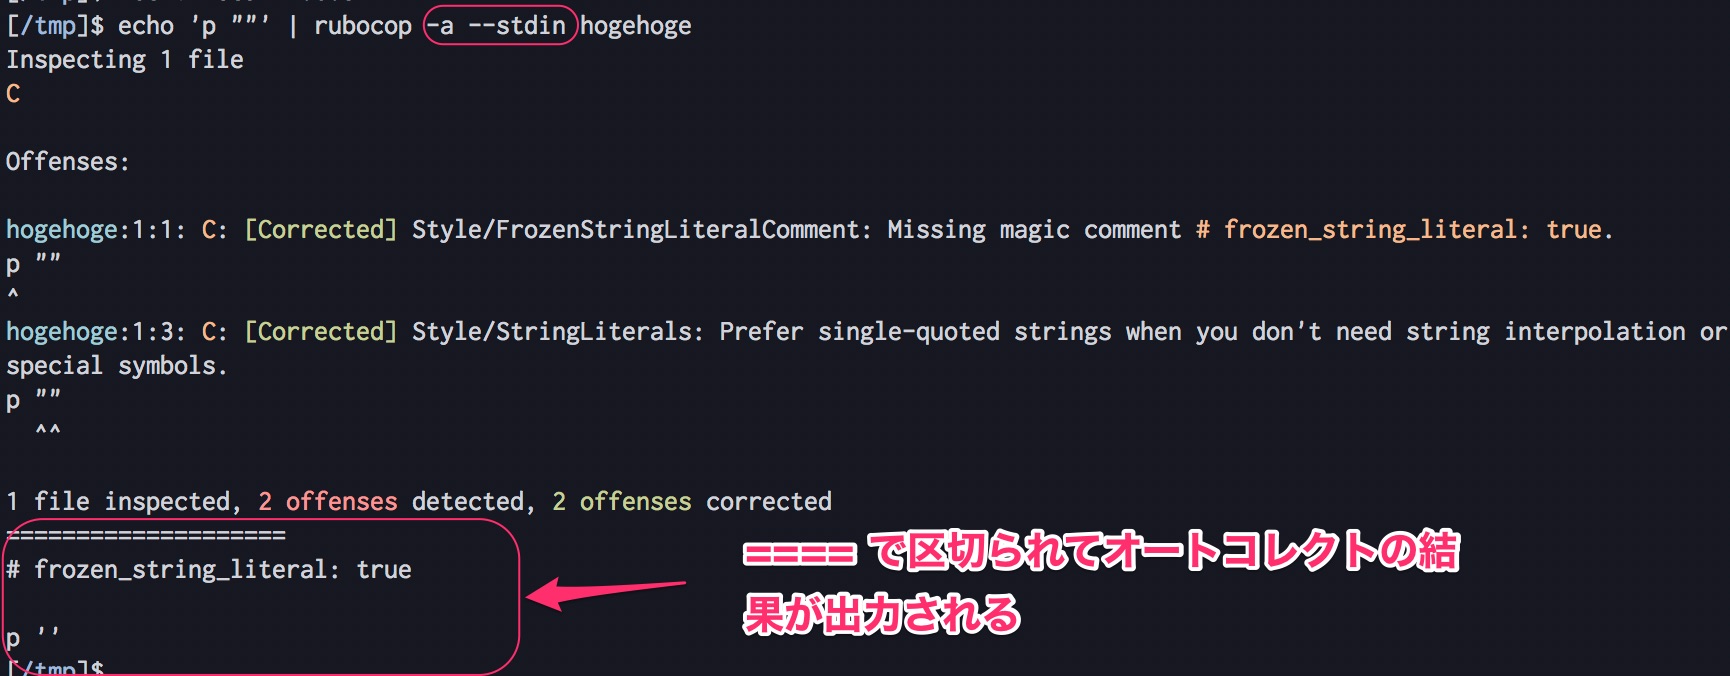 [/tmp]$ echo 'p ""' | rubocop -a --stdin hogehoge
Inspecting 1 file
C
Offenses:
hogehoge:1:1: C: [Corrected] Style/FrozenStringLiteralComment: Missing magic comment # frozen_string_literal: true.
p ""
^
hogehoge:1:3: C: [Corrected] Style/StringLiterals: Prefer single-quoted strings when you don't need string interpolation or
special symbols.
p ""
  ^^
1 file inspected, 2 offenses detected, 2 offenses corrected
====================
# frozen_string_literal: true
==== で区切られてオートコレクトの結
果が出力される
p ''
[/tmp]$